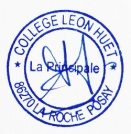 COLLEGE LEON HUET
La Principale
86270 LA ROCHE POSAY